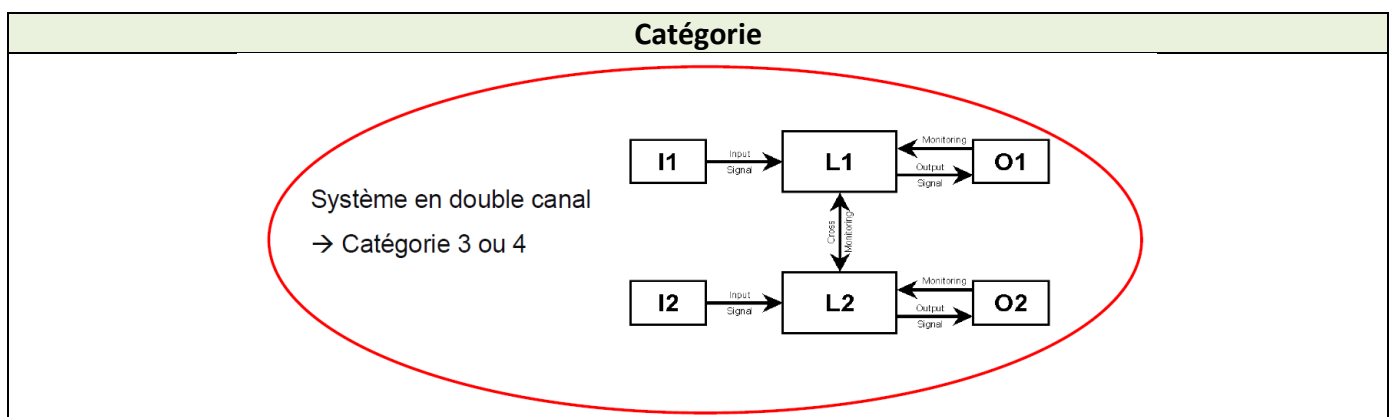 Catégorie
Système en double canal
→ Catégorie 3 ou 4
I1
Input
Signal
L1
Monitoring
Output
Signal
O1
Cross
Monitoring
I2
Input
Signal
L2
Monitoring
Output
Signal
O2